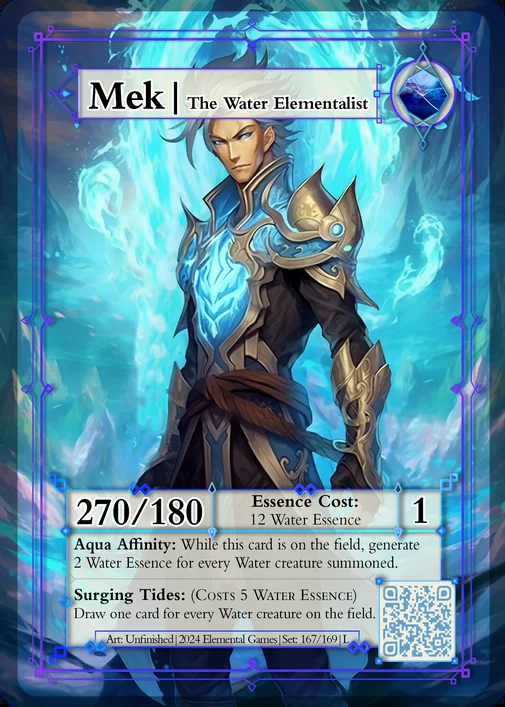 Mek | The Water Elementalist
270/180
Essence Cost:
12 Water Essence
1
Aqua Affinity: While this card is on the field, generate
2 Water Essence for every Water creature summoned.
Surging Tides: (COSTS 5 WATER ESSENCE)
Draw one card for every Water creature on the field.
Art: Unfinished|2024 Elemental Games|Set: 167/169|L